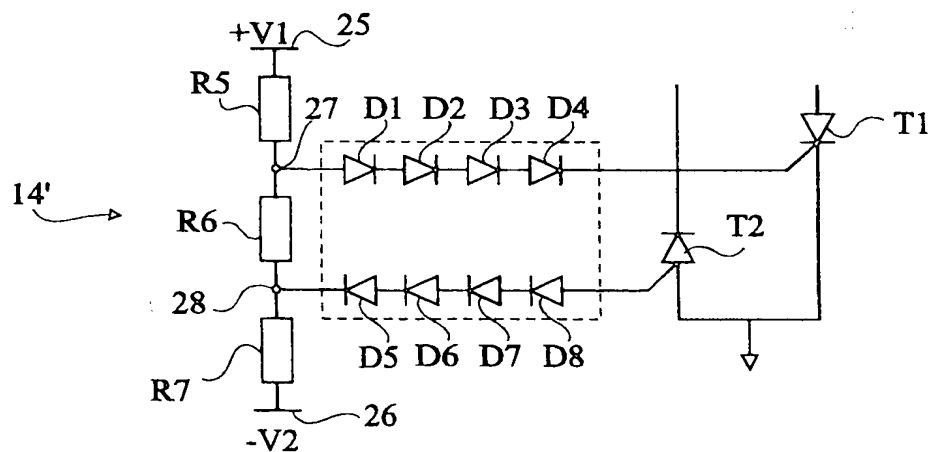 +V1 25
R5
27
D1 D2 D3 D4
T1
14'
R6
T2
28
D5 D6 D7 D8
R7
26
-V2